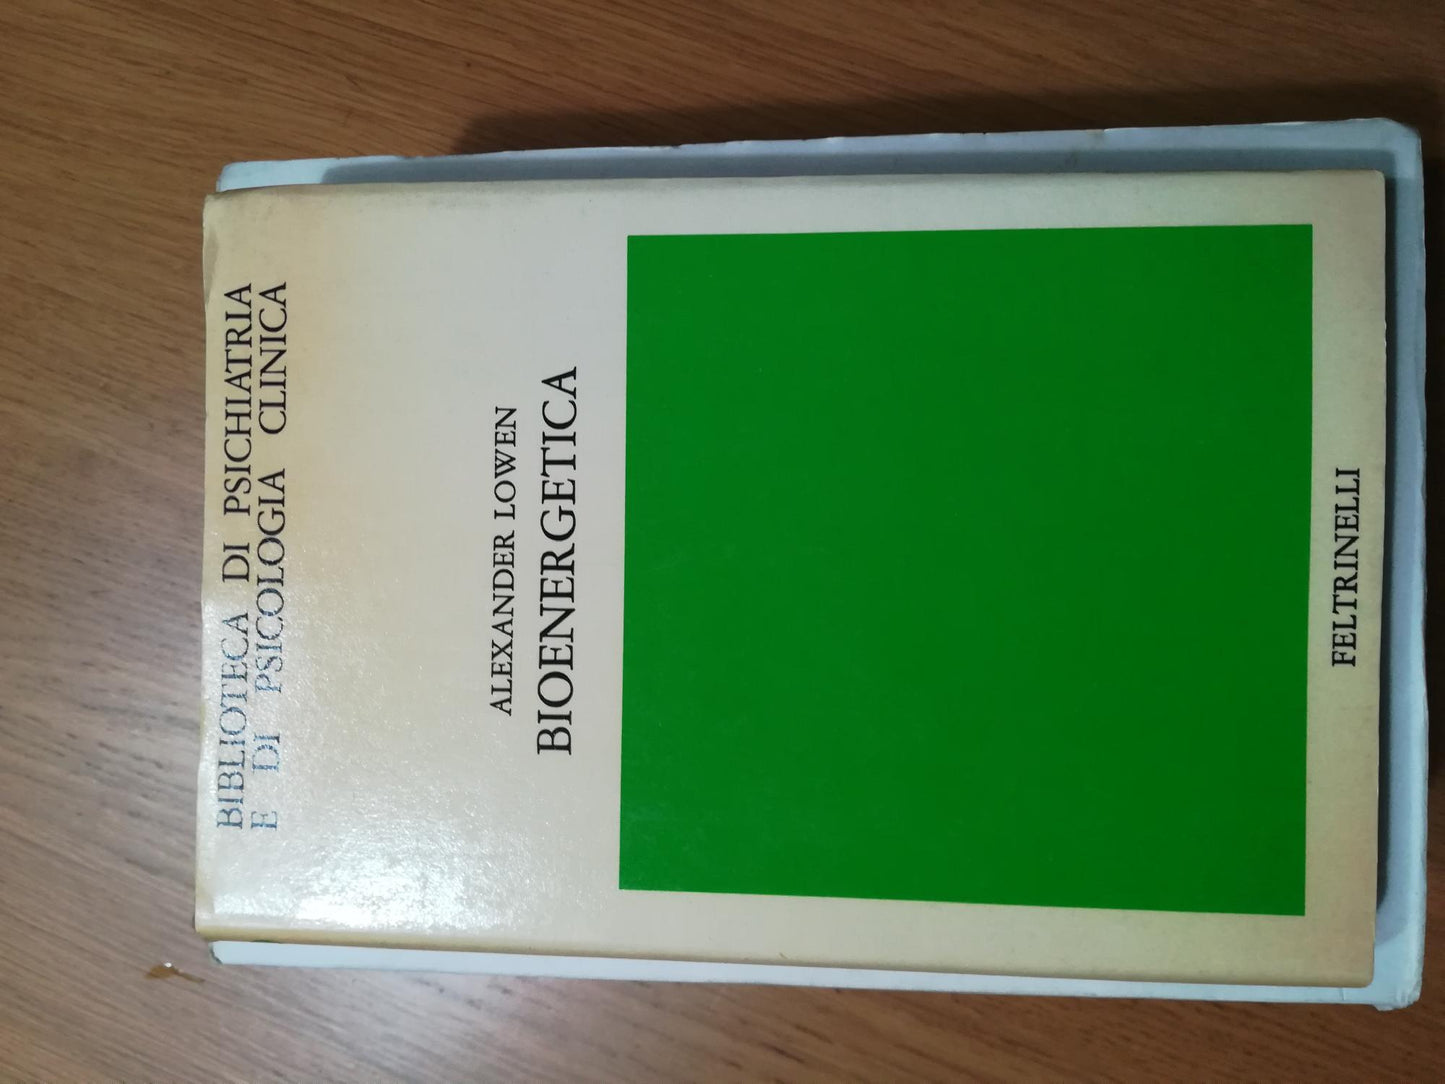 BIBLIOTECA DI PSICHIATRIA
E DI PSICOLOGIA CLINICA
ALEXANDER LOWEN
BIOENERGETICA
FELTRINELLI